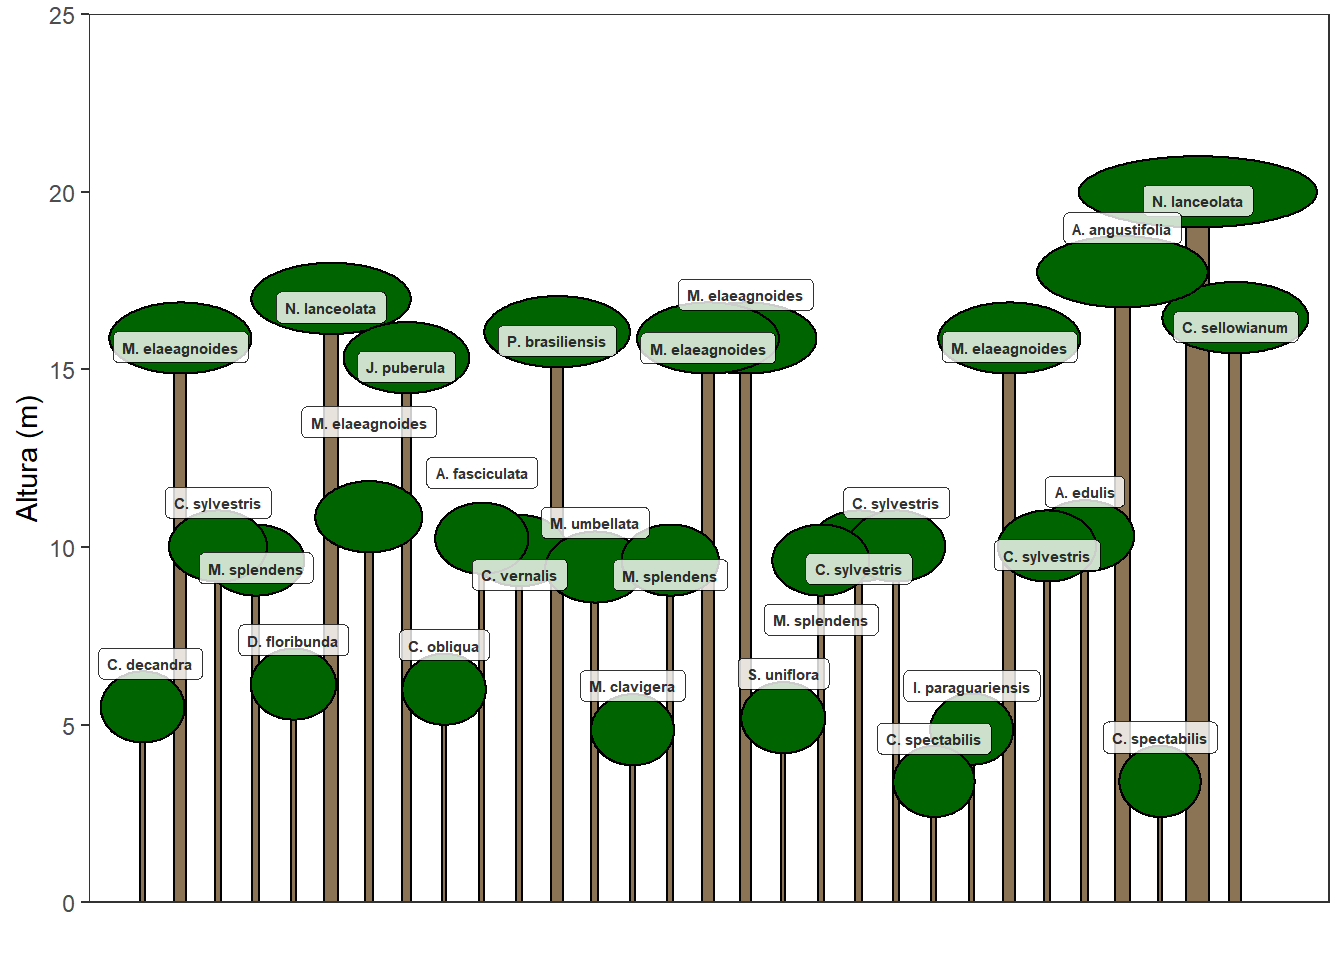 25
20
15
10
5
0
Altura (m)
N. lanceolata
A. angustifolia
M. elaeagnoides
N. lanceolata
C. sellowianum
P. brasiliensis
M. elaeagnoides
M. elaeagnoides
M. elaeagnoides
J. puberula
M. elaeagnoides
A. fasciculata
A. edulis
C. sylvestris
C. sylvestris
M. umbellata
C. sylvestris
M. splendens
C. vernalis
M. splendens
C. sylvestris
M. splendens
D. floribunda
C. obliqua
C. decandra
S. uniflora
M. clavigera
I. paraguariensis
C. spectabilis
C. spectabilis